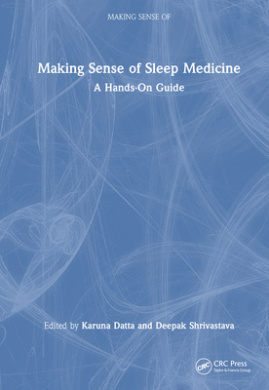 MAKING SENSE OF
Making Sense of Sleep Medicine
A Hands-On Guide
Edited by Karuna Datta and Deepak Shrivastava
CRC Press
Taylor & Francis Group